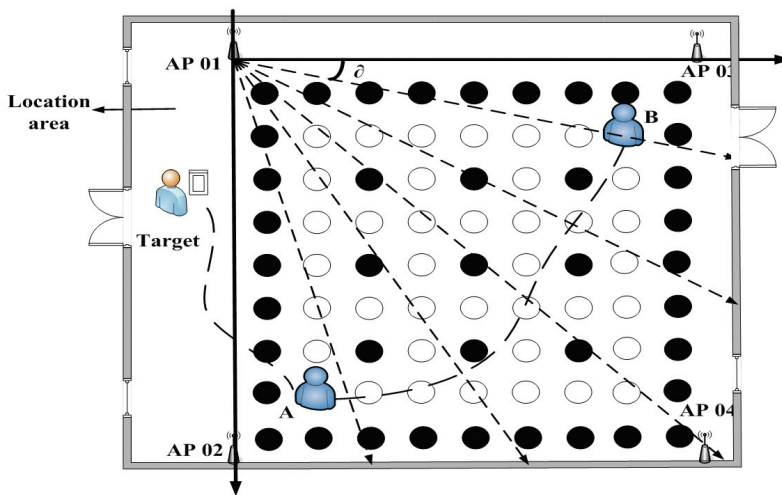 AP 01
∂
AP 03
Location
area
B
Target
A
AP 02
AP 04